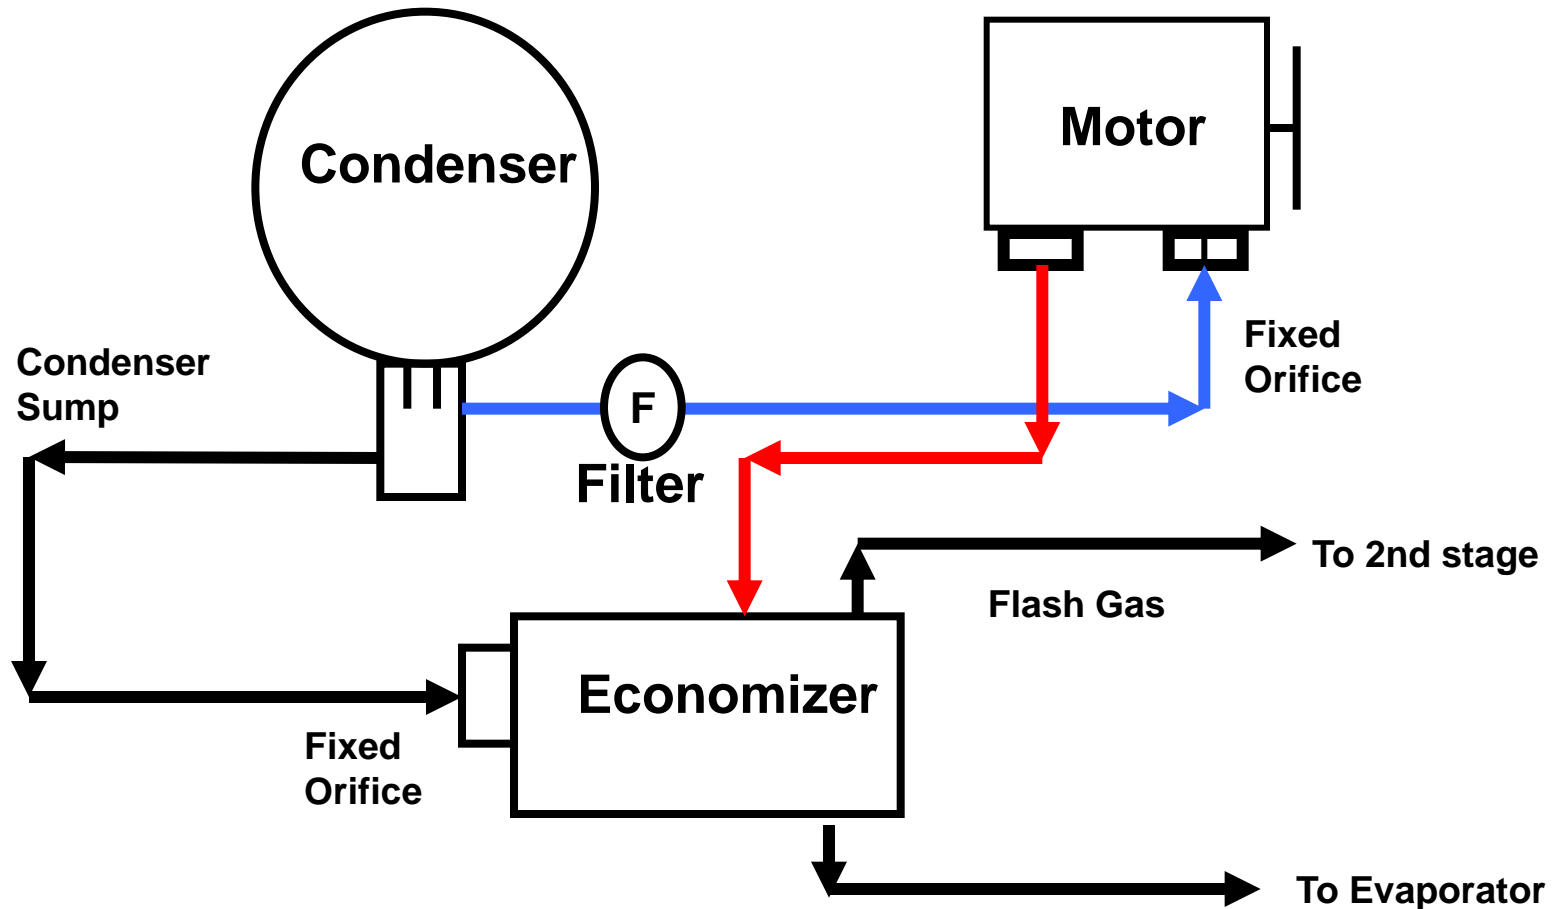 Condenser
Motor
Condenser
Sump
F
Filter
Fixed
Orifice
To 2nd stage
Flash Gas
Economizer
Fixed
Orifice
To Evaporator